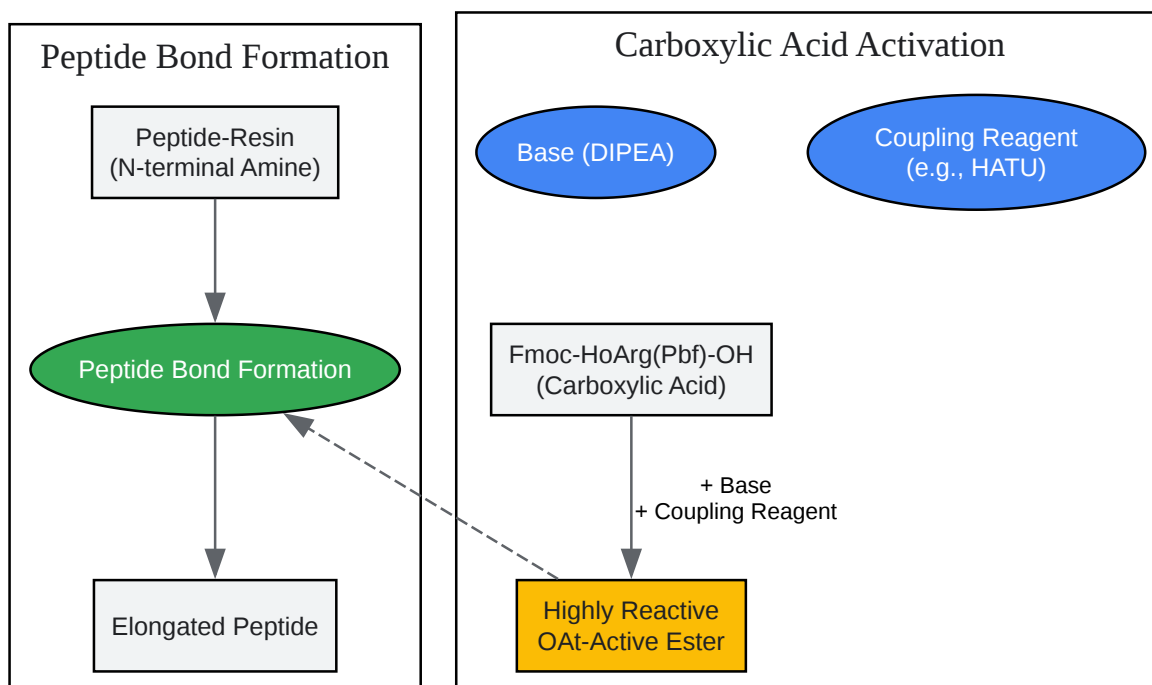 Peptide Bond Formation
Peptide-Resin
(N-terminal Amine)
Peptide Bond Formation
Elongated Peptide
Carboxylic Acid Activation
Base (DIPEA)
Coupling Reagent
(e.g., HATU)
Fmoc-HoArg(Pbf)-OH
(Carboxylic Acid)
+ Base
+ Coupling Reagent
Highly Reactive
OAt-Active Ester